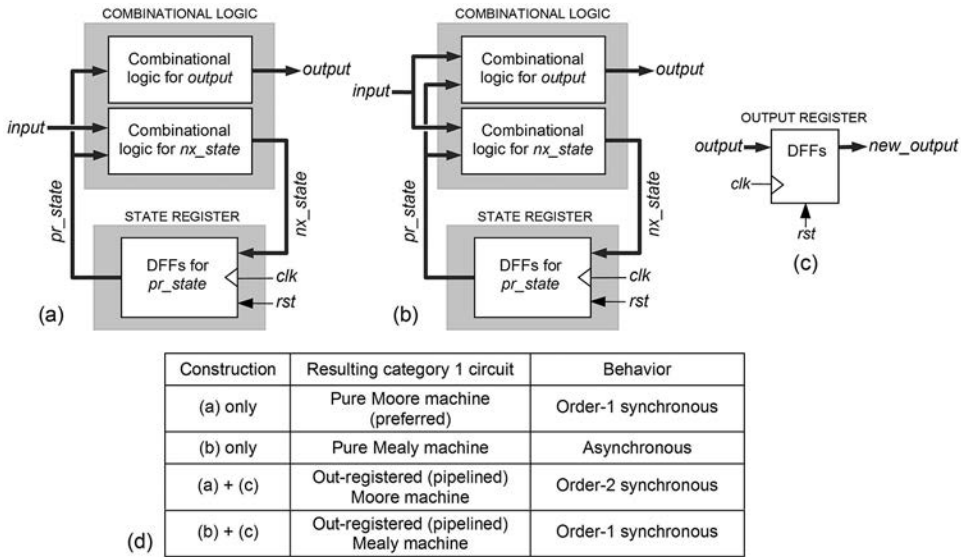 COMBINATIONAL LOGIC
Combinational
logic for output
output
input
Combinational
logic for nx_state
pr_state
nx_state
STATE REGISTER
DFFs for
pr_state
clk
rst
(a)
COMBINATIONAL LOGIC
Combinational
logic for output
output
input
Combinational
logic for nx_state
pr_state
nx_state
STATE REGISTER
DFFs for
pr_state
clk
rst
(b)
OUTPUT REGISTER
output
DFFs
new_output
clk
rst
(c)
Construction
Resulting category 1 circuit
Behavior
(a) only
Pure Moore machine
(preferred)
Order-1 synchronous
(b) only
Pure Mealy machine
Asynchronous
(a) + (c)
Out-registered (pipelined)
Moore machine
Order-2 synchronous
(b) + (c)
Out-registered (pipelined)
Mealy machine
Order-1 synchronous
(d)